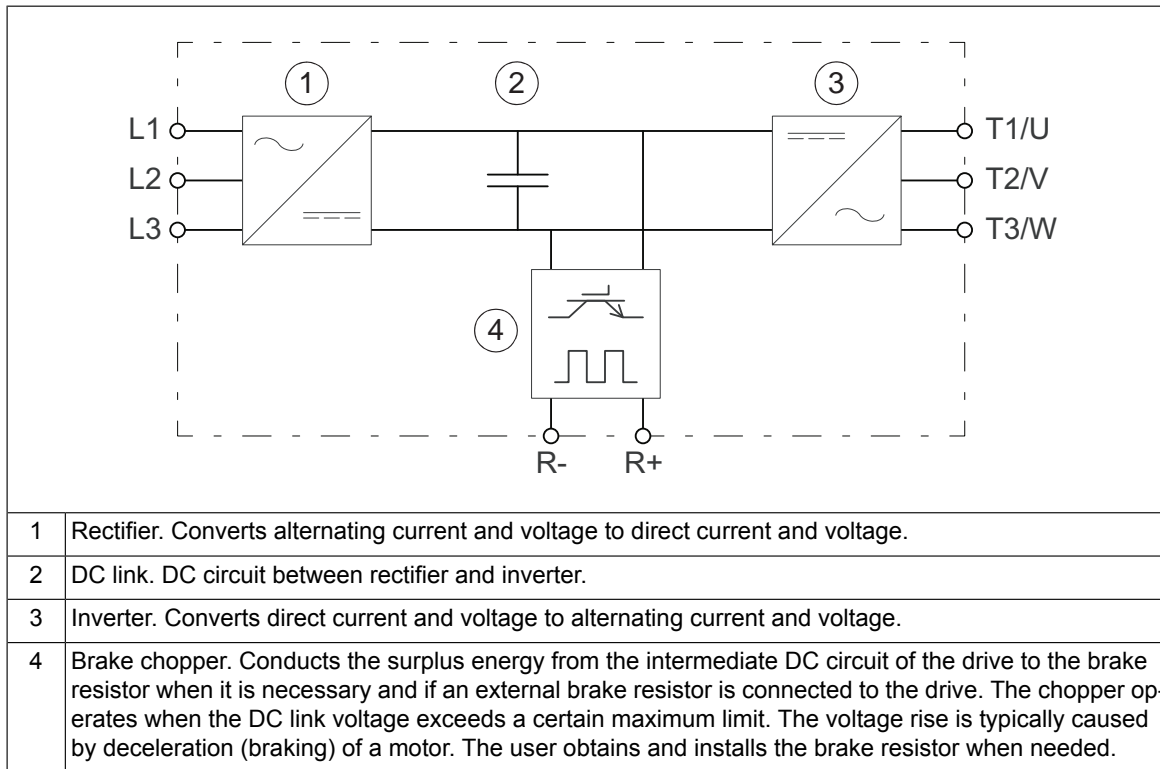 1 2 3
L1 T1/U
L2 T2/V
L3 T3/W
4
R- R+
1 Rectifier. Converts alternating current and voltage to direct current and voltage.
2 DC link. DC circuit between rectifier and inverter.
3 Inverter. Converts direct current and voltage to alternating current and voltage.
4 Brake chopper. Conducts the surplus energy from the intermediate DC circuit of the drive to the brake
resistor when it is necessary and if an external brake resistor is connected to the drive. The chopper op-
erates when the DC link voltage exceeds a certain maximum limit. The voltage rise is typically caused
by deceleration (braking) of a motor. The user obtains and installs the brake resistor when needed.